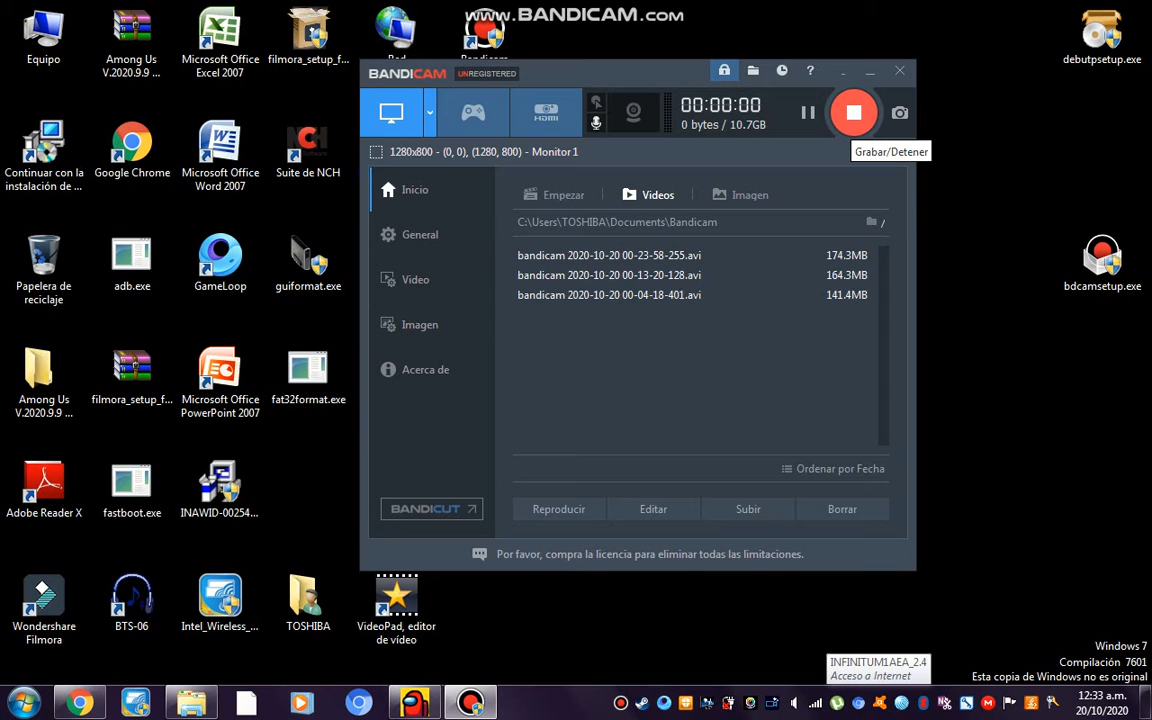 www.BANDICAM.com
Equipo
Among Us
V.2020.9.9 ...
Microsoft Office
Excel 2007
filmora_setup_f...
debutpsetup.exe
Continuar con la
instalación de ...
Google Chrome
Microsoft Office
Word 2007
Suite de NCH
Papelera de
reciclaje
adb.exe
GameLoop
guiformat.exe
bdcamsetup.exe
Among Us
V.2020.9.9 ...
filmora_setup_f...
Microsoft Office
PowerPoint 2007
fat32format.exe
Adobe Reader X
fastboot.exe
INAWID-00254...
Wondershare
Filmora
BTS-06
Intel_Wireless_...
TOSHIBA
VideoPad, editor
de vídeo
BANDICAM UNREGISTERED
HDMI
00:00:00
0 bytes / 10.7GB
Grabar/Detener
1280x800 - (0, 0), (1280, 800) - Monitor 1
Inicio
General
Video
Imagen
Acerca de
BANDICUT
Empezar
Videos
Imagen
C:\Users\TOSHIBA\Documents\Bandicam
bandicam 2020-10-20 00-23-58-255.avi 174.3MB
bandicam 2020-10-20 00-13-20-128.avi 164.3MB
bandicam 2020-10-20 00-04-18-401.avi 141.4MB
Ordenar por Fecha
Reproducir Editar Subir Borrar
Por favor, compra la licencia para eliminar todas las limitaciones.
Windows 7
Compilación 7601
Esta copia de Windows no es original
INFINITUM1AEA_2.4
Acceso a Internet
12:33 a.m.
20/10/2020